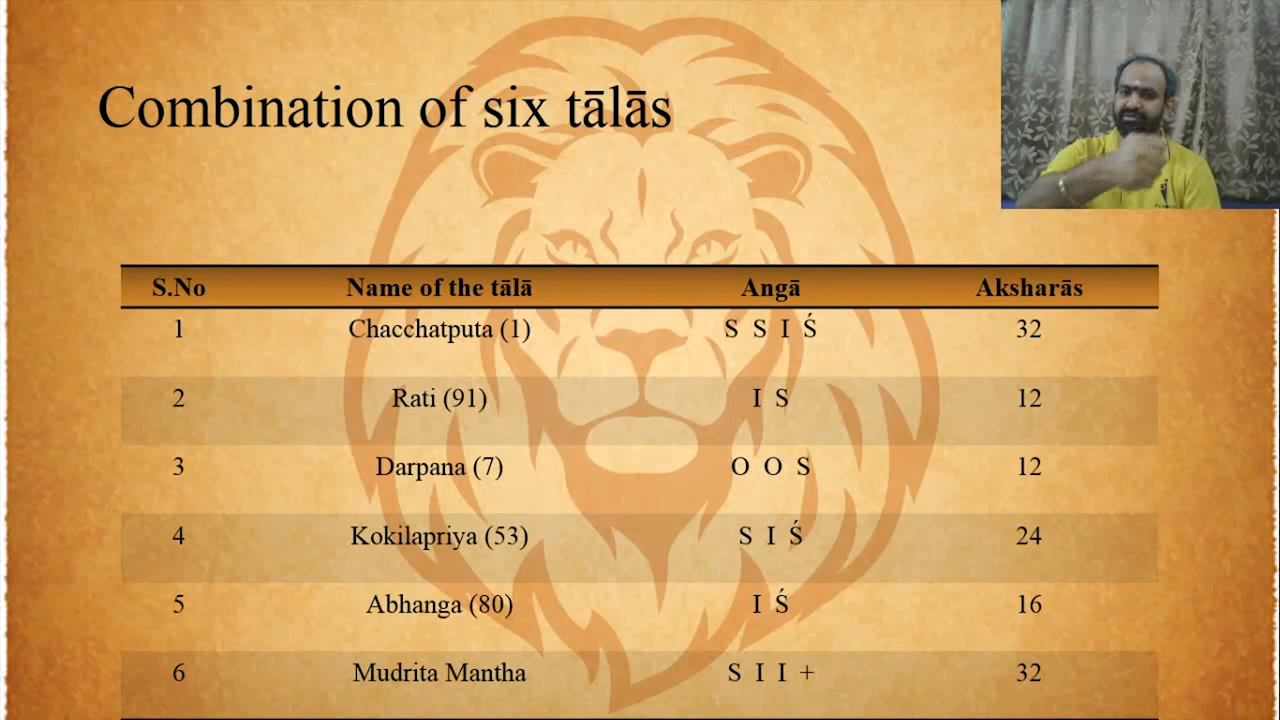 Combination of six tālās
S.No Name of the tālā Angā Aksharās
1 Chacchatputa (1) S S I Ś 32
2 Rati (91) I S 12
3 Darpana (7) O O S 12
4 Kokilapriya (53) S I Ś 24
5 Abhanga (80) I Ś 16
6 Mudrita Mantha S I I + 32